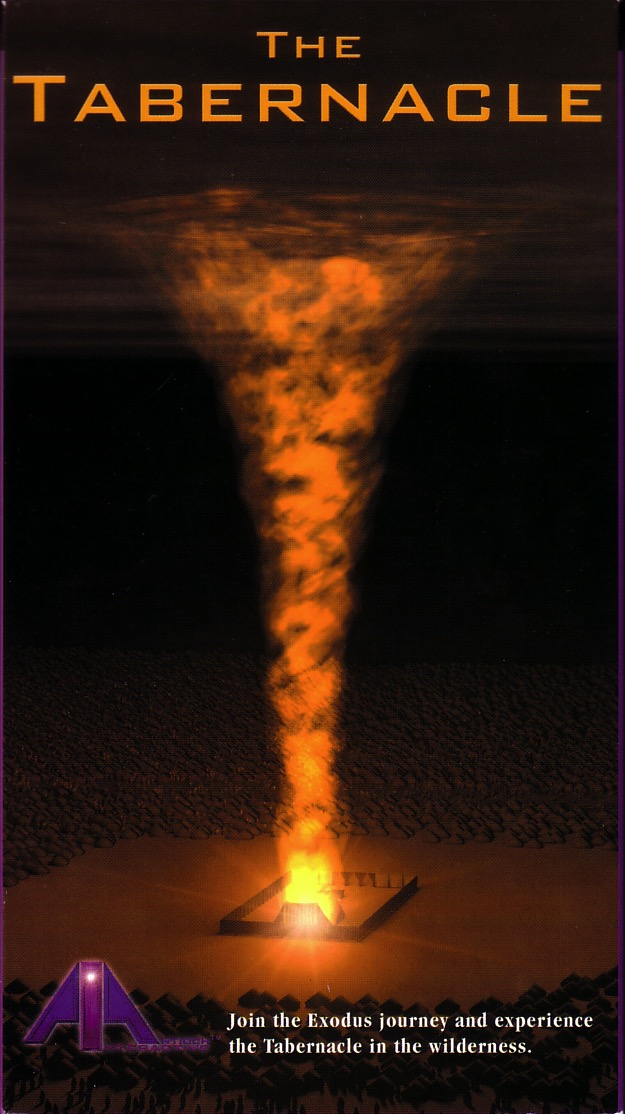 THE
TABERNACLE
Join the Exodus journey and experience
the Tabernacle in the wilderness.